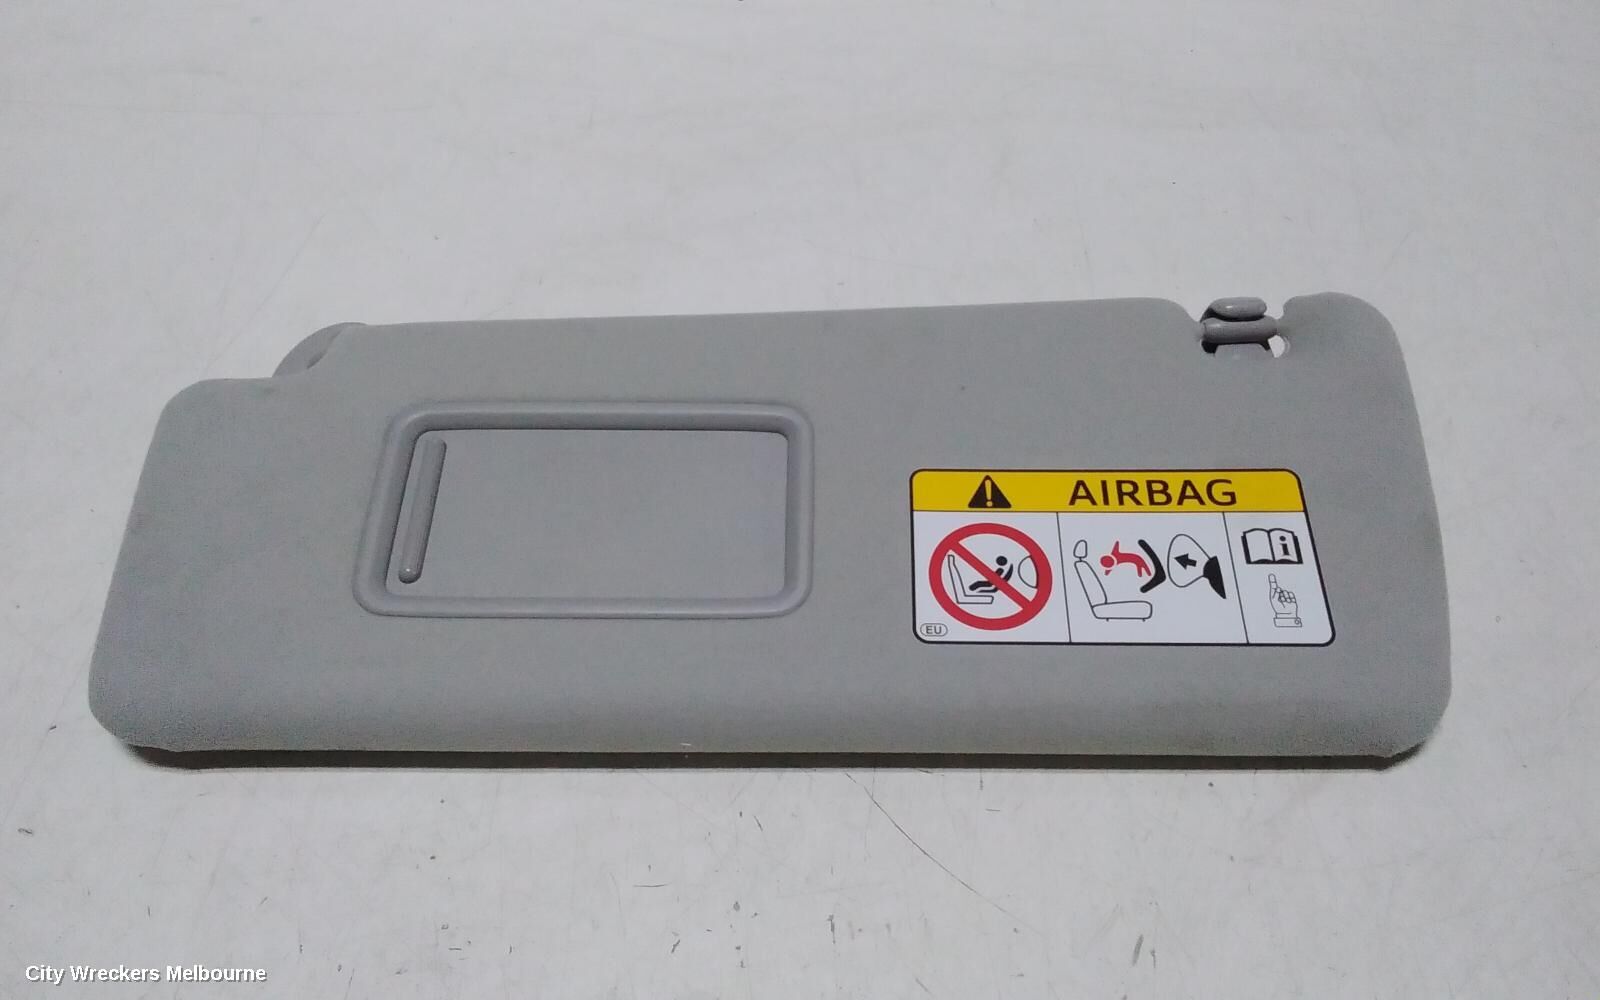 AIRBAG
i
EU
City Wreckers Melbourne